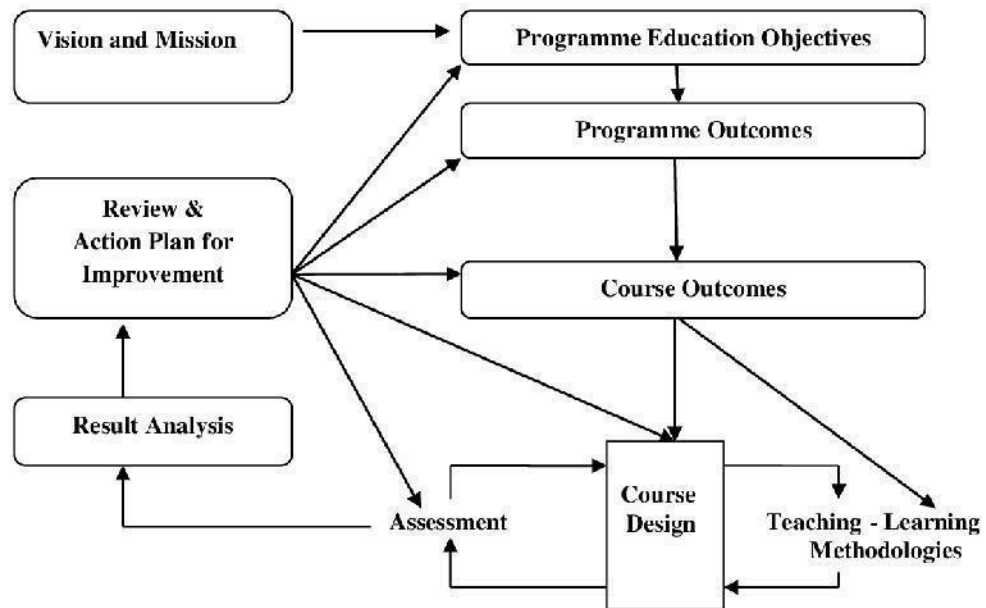 Vision and Mission
Programme Education Objectives
Programme Outcomes
Review &
Action Plan for
Improvement
Course Outcomes
Result Analysis
Assessment
Course
Design
Teaching - Learning
Methodologies